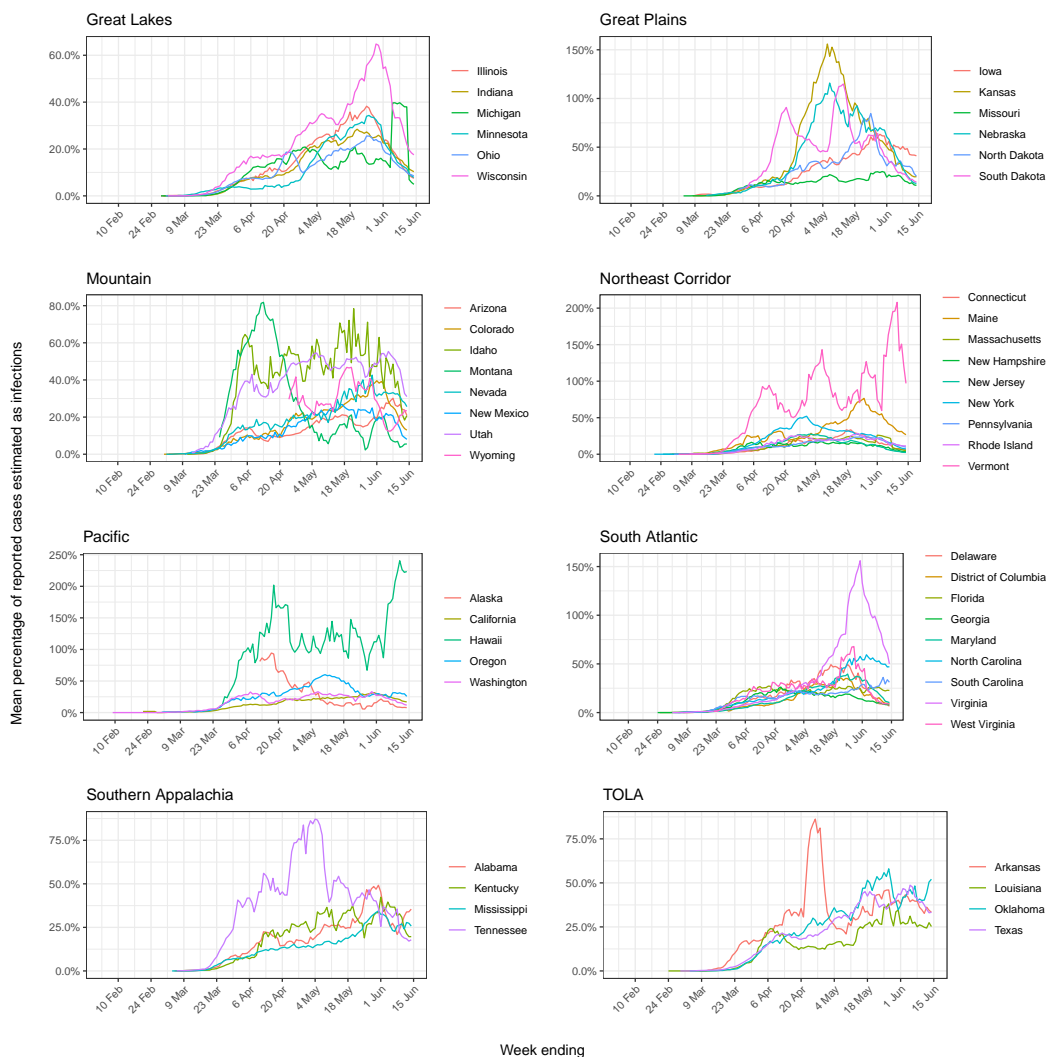 Great Lakes
60.0%
40.0%
20.0%
0.0%
10 Feb
24 Feb
9 Mar
23 Mar
6 Apr
20 Apr
4 May
18 May
1 Jun
15 Jun
Illinois
Indiana
Michigan
Minnesota
Ohio
Wisconsin
Great Plains
150%
100%
50%
0%
10 Feb
24 Feb
9 Mar
23 Mar
6 Apr
20 Apr
4 May
18 May
1 Jun
15 Jun
Iowa
Kansas
Missouri
Nebraska
North Dakota
South Dakota
Mountain
80.0%
60.0%
40.0%
20.0%
0.0%
10 Feb
24 Feb
9 Mar
23 Mar
6 Apr
20 Apr
4 May
18 May
1 Jun
15 Jun
Arizona
Colorado
Idaho
Montana
Nevada
New Mexico
Utah
Wyoming
Northeast Corridor
200%
150%
100%
50%
0%
10 Feb
24 Feb
9 Mar
23 Mar
6 Apr
20 Apr
4 May
18 May
1 Jun
15 Jun
Connecticut
Maine
Massachusetts
New Hampshire
New Jersey
New York
Pennsylvania
Rhode Island
Vermont
Mean percentage of reported cases estimated as infections
Pacific
250%
200%
150%
100%
50%
0%
10 Feb
24 Feb
9 Mar
23 Mar
6 Apr
20 Apr
4 May
18 May
1 Jun
15 Jun
Alaska
California
Hawaii
Oregon
Washington
South Atlantic
150%
100%
50%
0%
10 Feb
24 Feb
9 Mar
23 Mar
6 Apr
20 Apr
4 May
18 May
1 Jun
15 Jun
Delaware
District of Columbia
Florida
Georgia
Maryland
North Carolina
South Carolina
Virginia
West Virginia
Southern Appalachia
75.0%
50.0%
25.0%
0.0%
10 Feb
24 Feb
9 Mar
23 Mar
6 Apr
20 Apr
4 May
18 May
1 Jun
15 Jun
Alabama
Kentucky
Mississippi
Tennessee
TOLA
75.0%
50.0%
25.0%
0.0%
10 Feb
24 Feb
9 Mar
23 Mar
6 Apr
20 Apr
4 May
18 May
1 Jun
15 Jun
Arkansas
Louisiana
Oklahoma
Texas
Week ending